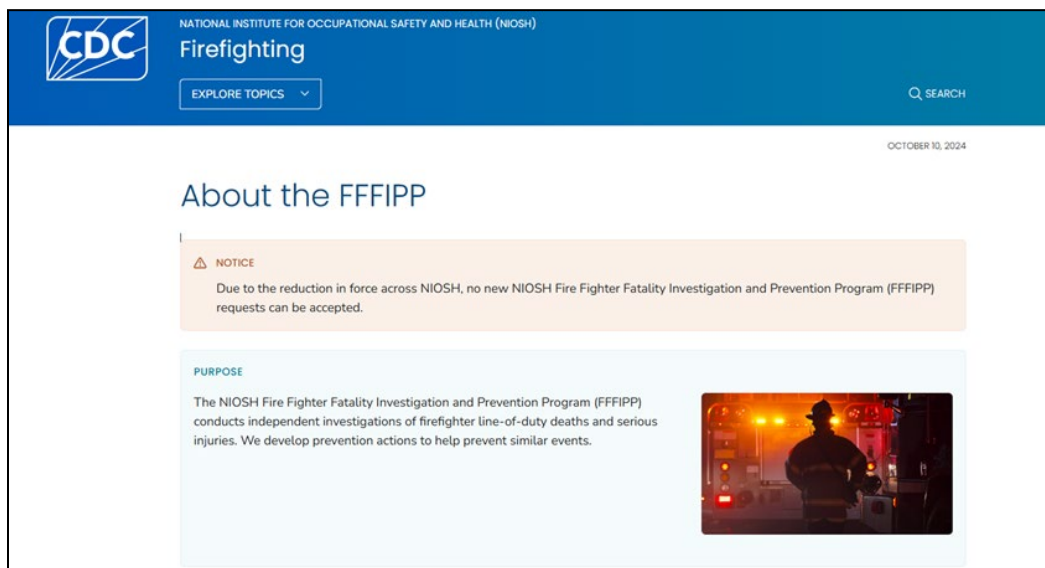 CDC
NATIONAL INSTITUTE FOR OCCUPATIONAL SAFETY AND HEALTH (NIOSH)
Firefighting
EXPLORE TOPICS
SEARCH
OCTOBER 10, 2024
About the FFFIPP
NOTICE
Due to the reduction in force across NIOSH, no new NIOSH Fire Fighter Fatality Investigation and Prevention Program (FFFIPP)
requests can be accepted.
PURPOSE
The NIOSH Fire Fighter Fatality Investigation and Prevention Program (FFFIPP)
conducts independent investigations of firefighter line-of-duty deaths and serious
injuries. We develop prevention actions to help prevent similar events.